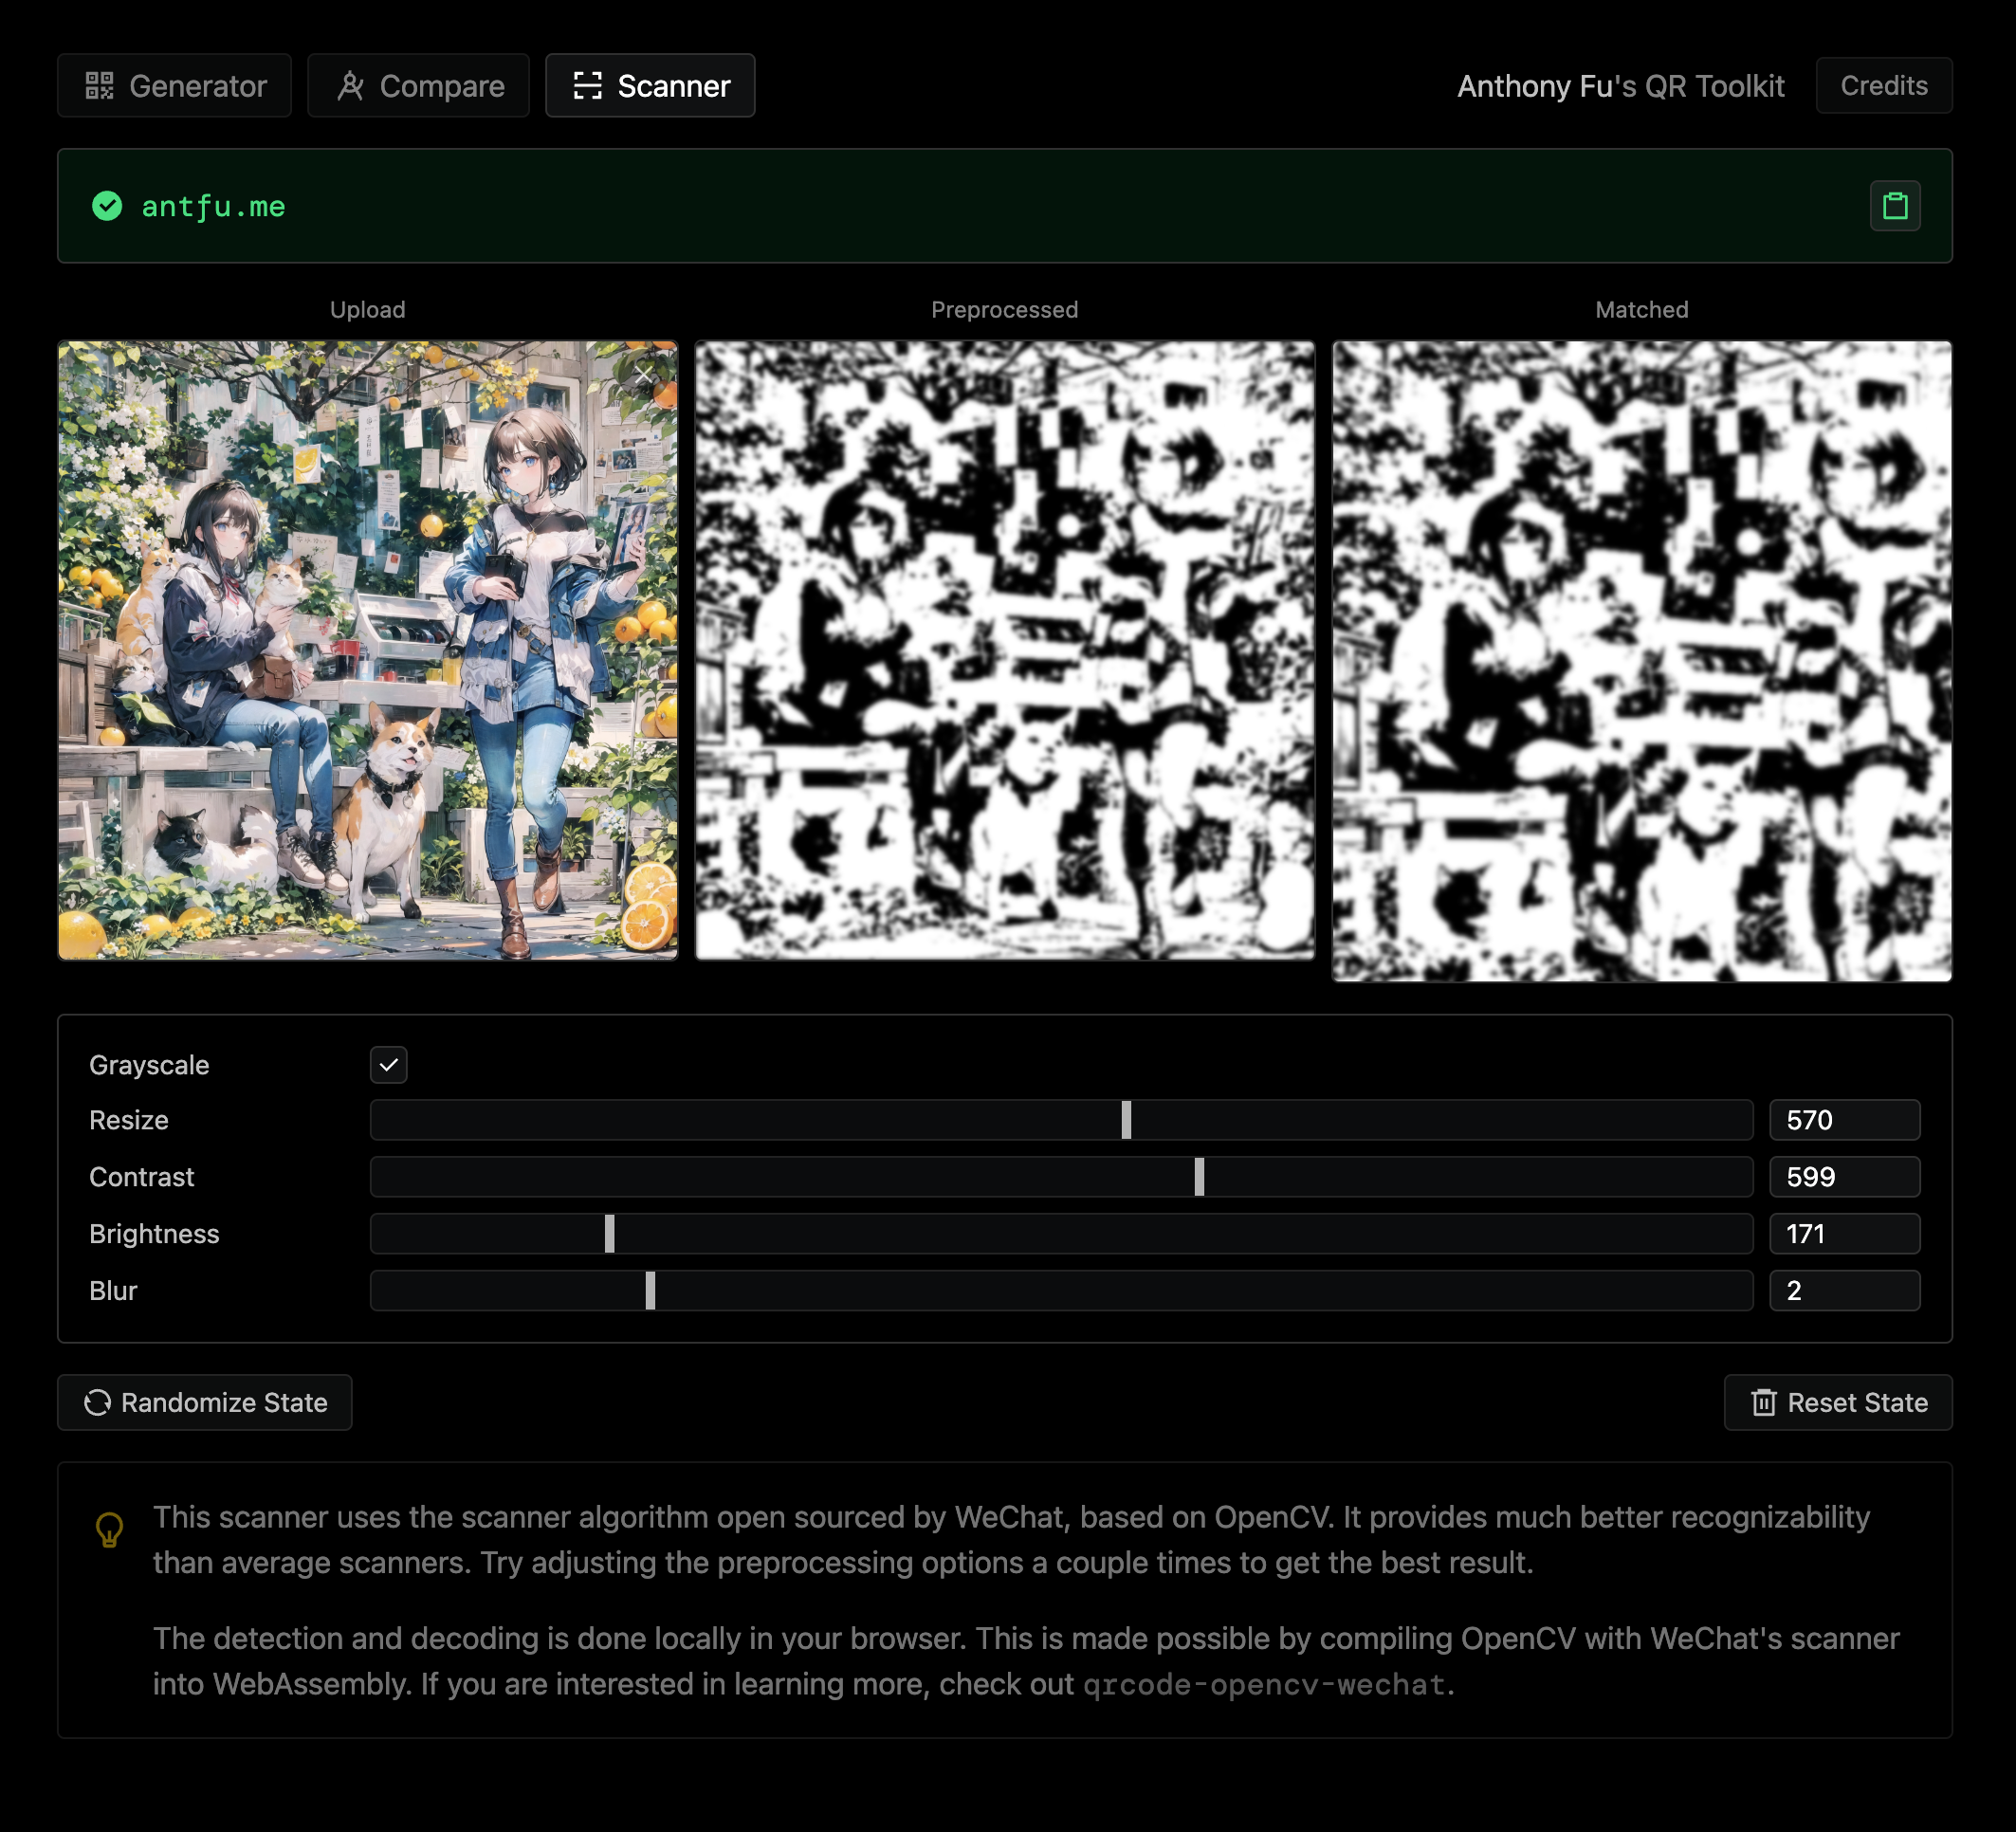 Generator Compare Scanner Anthony Fu's QR Toolkit Credits
antfu.me
Upload Preprocessed Matched
Grayscale
Resize 570
Contrast 599
Brightness 171
Blur 2
Randomize State Reset State
This scanner uses the scanner algorithm open sourced by WeChat, based on OpenCV. It provides much better recognizability
than average scanners. Try adjusting the preprocessing options a couple times to get the best result.
The detection and decoding is done locally in your browser. This is made possible by compiling OpenCV with WeChat's scanner
into WebAssembly. If you are interested in learning more, check out qrcode-opencv-wechat.